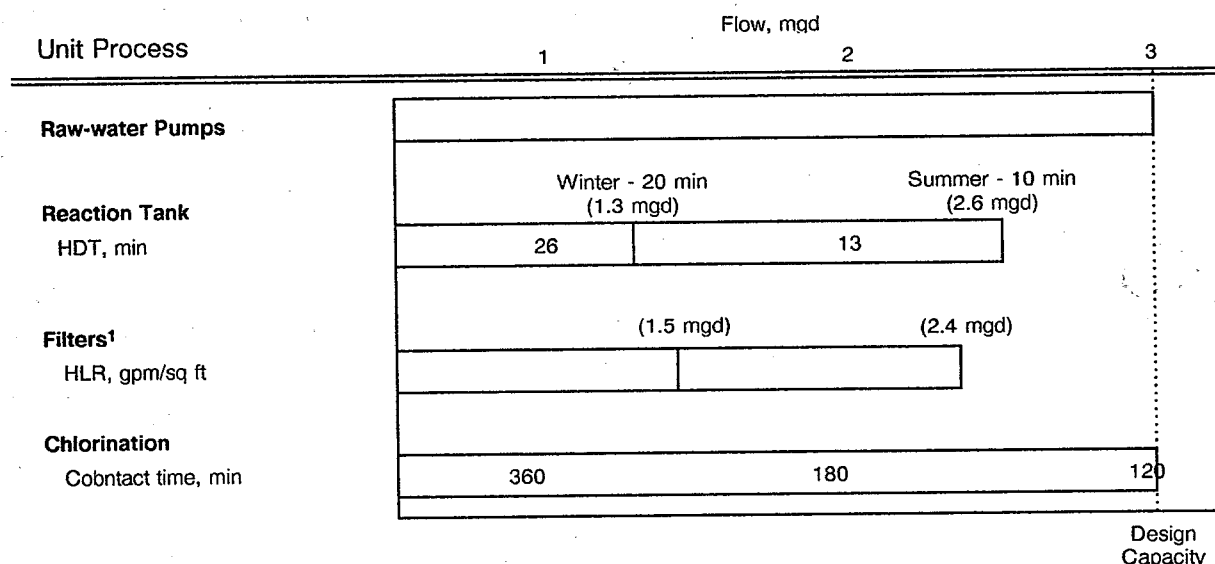 Flow, mgd
Unit Process
1 2 3
Raw-water Pumps
Winter - 20 min Summer - 10 min
(1.3 mgd) (2.6 mgd)
Reaction Tank
HDT, min 26 13
(1.5 mgd) (2.4 mgd)
Filters¹
HLR, gpm/sq ft
Chlorination
Cobntact time, min 360 180 120
Design
Capacity